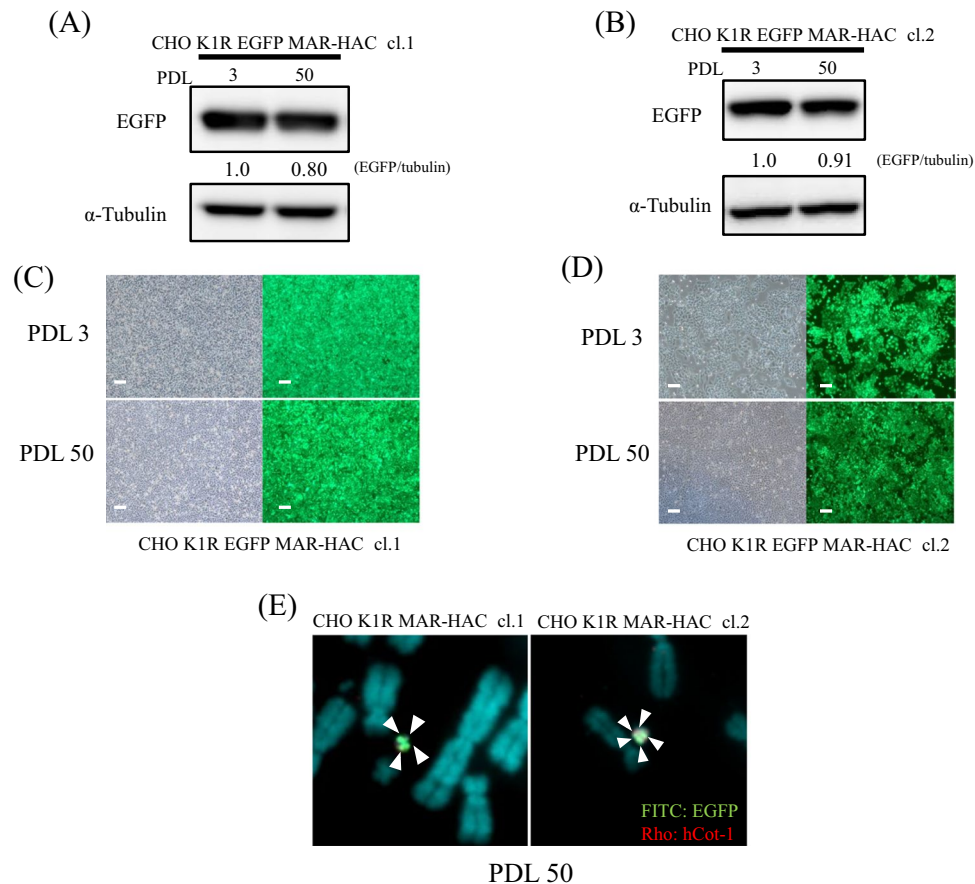 (A)
CHO K1R EGFP MAR-HAC cl.1
PDL 3 50
EGFP
1.0 0.80 (EGFP/tubulin)
α-Tubulin
(B)
CHO K1R EGFP MAR-HAC cl.2
PDL 3 50
EGFP
1.0 0.91 (EGFP/tubulin)
α-Tubulin
(C)
PDL 3
PDL 50
CHO K1R EGFP MAR-HAC cl.1
(D)
PDL 3
PDL 50
CHO K1R EGFP MAR-HAC cl.2
(E)
CHO K1R MAR-HAC cl.1
CHO K1R MAR-HAC cl.2
FITC: EGFP
Rho: hCot-1
PDL 50